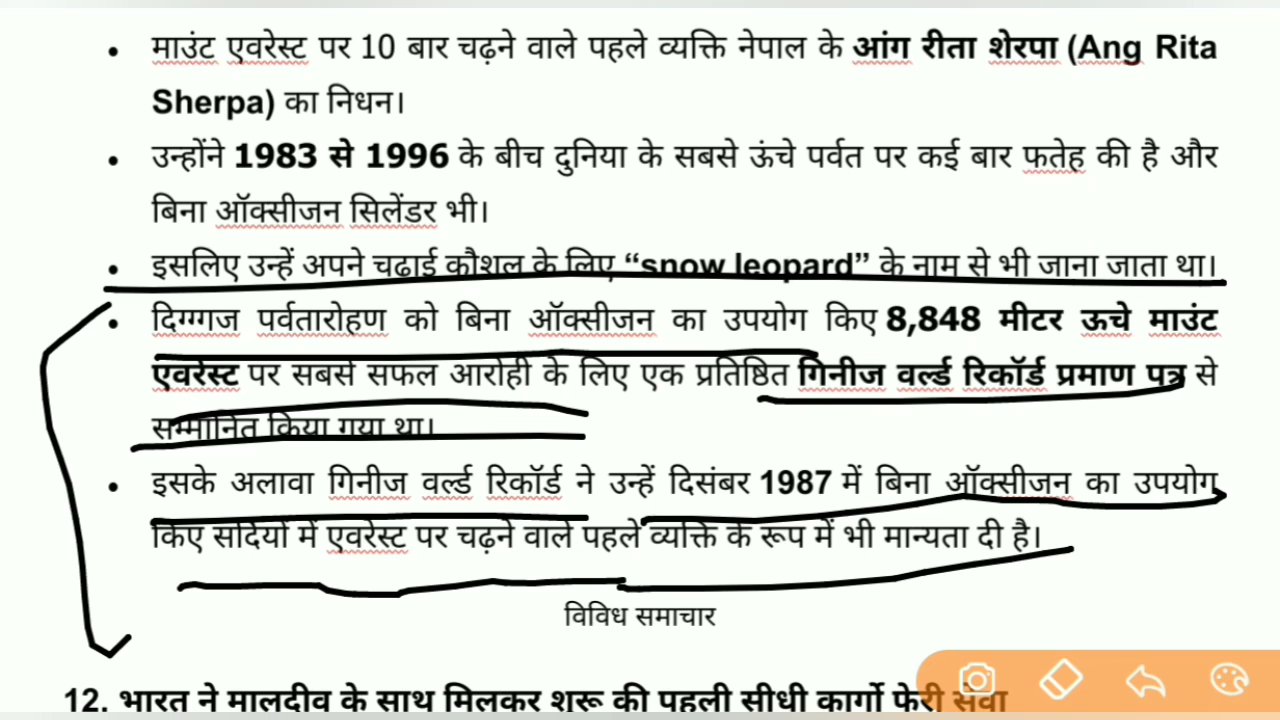 • माउंट एवरेस्ट पर 10 बार चढ़ने वाले पहले व्यक्ति नेपाल के आंग रीता शेरपा (Ang Rita
Sherpa) का निधन।
• उन्होंने 1983 से 1996 के बीच दुनिया के सबसे ऊंचे पर्वत पर कई बार फतेह की है और
बिना ऑक्सीजन सिलेंडर भी।
• इसलिए उन्हें अपने चढाई कौशल के लिए “snow leopard” के नाम से भी जाना जाता था।
• दिग्ग्गज पर्वतारोहण को बिना ऑक्सीजन का उपयोग किए 8,848 मीटर ऊचे माउंट
एवरेस्ट पर सबसे सफल आरोही के लिए एक प्रतिष्ठित गिनीज वर्ल्ड रिकॉर्ड प्रमाण पत्र से
सम्मानित किया गया था।
• इसके अलावा गिनीज वर्ल्ड रिकॉर्ड ने उन्हें दिसंबर 1987 में बिना ऑक्सीजन का उपयोग
किए सर्दियों में एवरेस्ट पर चढ़ने वाले पहले व्यक्ति के रूप में भी मान्यता दी है।
विविध समाचार
12. भारत ने मालदीव के साथ मिलकर शुरू की पहली सीधी कार्गो फेरी सेवा